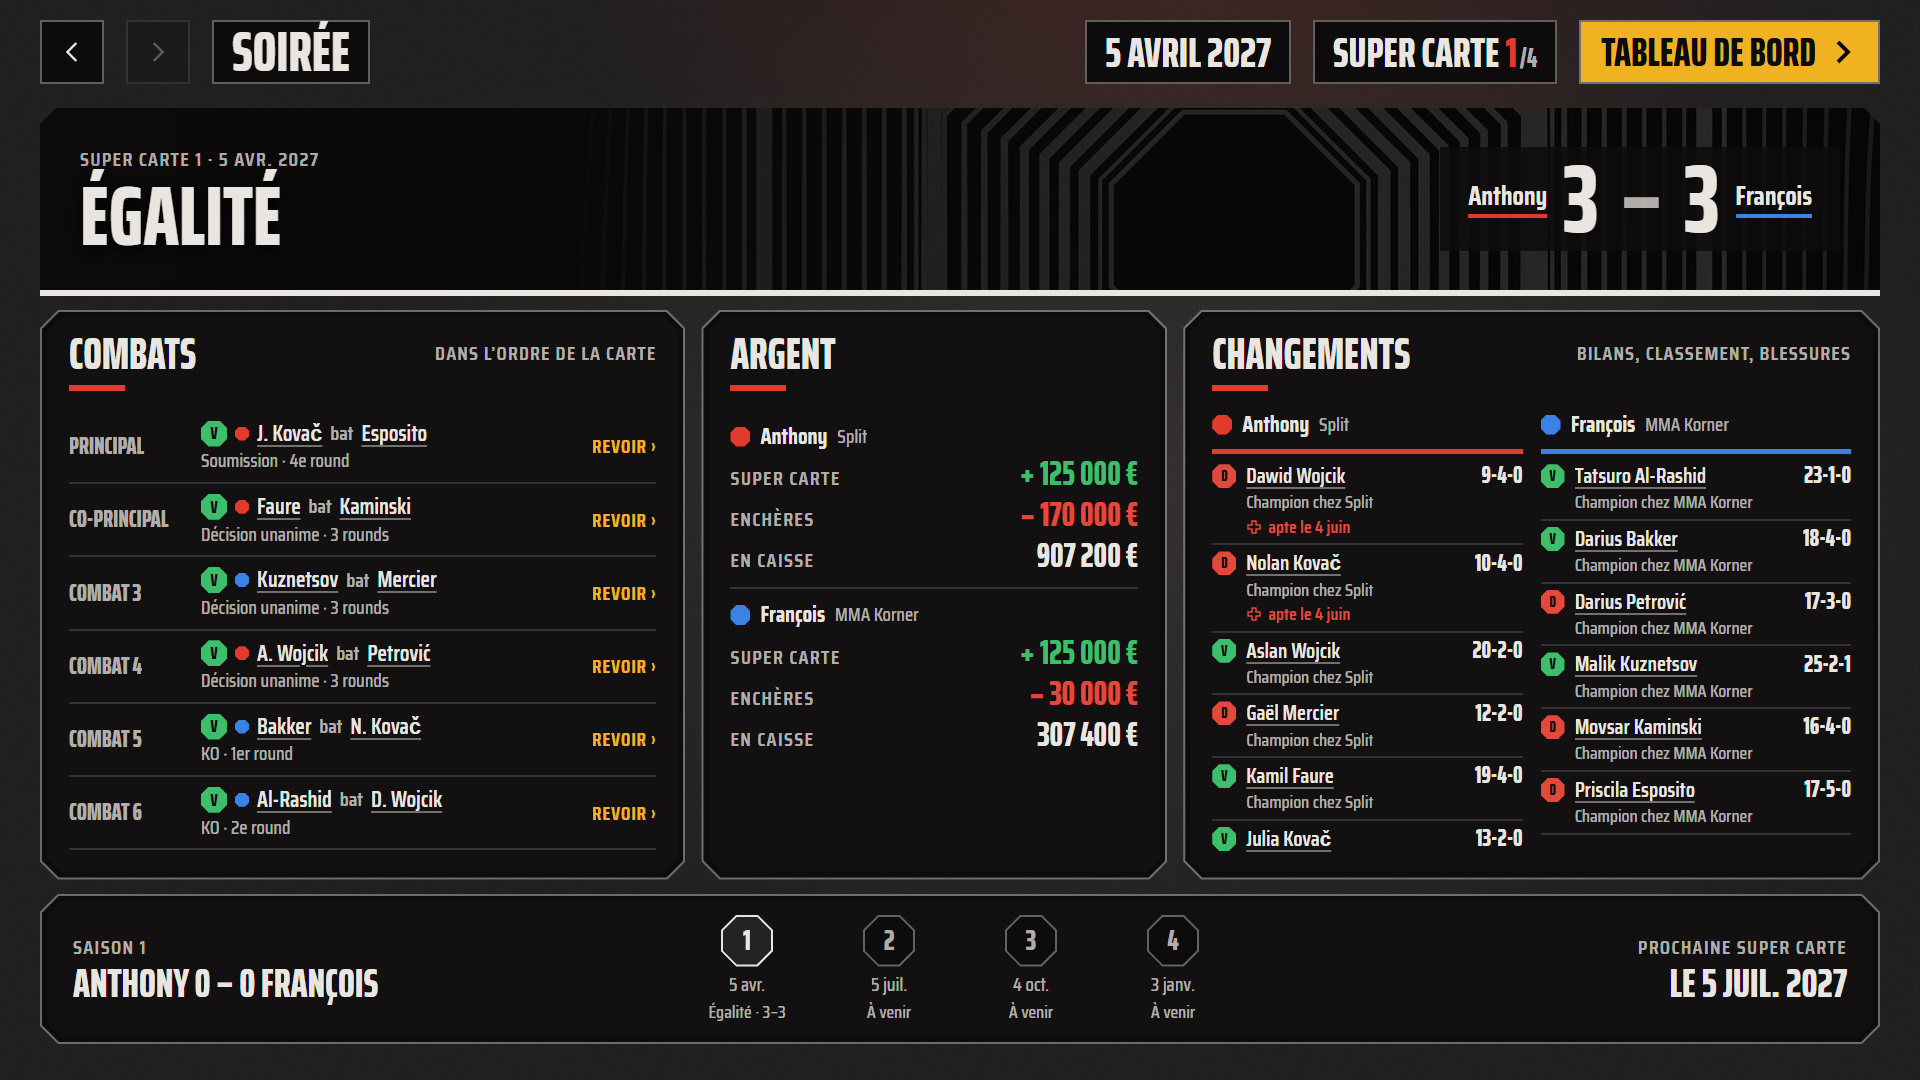 SOIRÉE
5 AVRIL 2027
SUPER CARTE 1/4
TABLEAU DE BORD
SUPER CARTE 1 · 5 AVR. 2027
ÉGALITÉ
Anthony 3 – 3 François
COMBATS
DANS L'ORDRE DE LA CARTE
PRINCIPAL
V J. Kovač bat Esposito
Soumission · 4e round
REVOIR ›
CO-PRINCIPAL
V Faure bat Kaminski
Décision unanime · 3 rounds
REVOIR ›
COMBAT 3
V Kuznetsov bat Mercier
Décision unanime · 3 rounds
REVOIR ›
COMBAT 4
V A. Wojcik bat Petrović
Décision unanime · 3 rounds
REVOIR ›
COMBAT 5
V Bakker bat N. Kovač
KO · 1er round
REVOIR ›
COMBAT 6
V Al-Rashid bat D. Wojcik
KO · 2e round
REVOIR ›
ARGENT
Anthony Split
SUPER CARTE + 125 000 €
ENCHÈRES – 170 000 €
EN CAISSE 907 200 €
François MMA Korner
SUPER CARTE + 125 000 €
ENCHÈRES – 30 000 €
EN CAISSE 307 400 €
CHANGEMENTS
BILANS, CLASSEMENT, BLESSURES
Anthony Split
D Dawid Wojcik 9-4-0
Champion chez Split
apte le 4 juin
D Nolan Kovač 10-4-0
Champion chez Split
apte le 4 juin
V Aslan Wojcik 20-2-0
Champion chez Split
D Gaël Mercier 12-2-0
Champion chez Split
V Kamil Faure 19-4-0
Champion chez Split
V Julia Kovač 13-2-0
François MMA Korner
V Tatsuro Al-Rashid 23-1-0
Champion chez MMA Korner
V Darius Bakker 18-4-0
Champion chez MMA Korner
D Darius Petrović 17-3-0
Champion chez MMA Korner
V Malik Kuznetsov 25-2-1
Champion chez MMA Korner
D Movsar Kaminski 16-4-0
Champion chez MMA Korner
D Priscila Esposito 17-5-0
Champion chez MMA Korner
SAISON 1
ANTHONY 0 – 0 FRANÇOIS
1
5 avr.
Égalité · 3–3
2
5 juil.
À venir
3
4 oct.
À venir
4
3 janv.
À venir
PROCHAINE SUPER CARTE
LE 5 JUIL. 2027